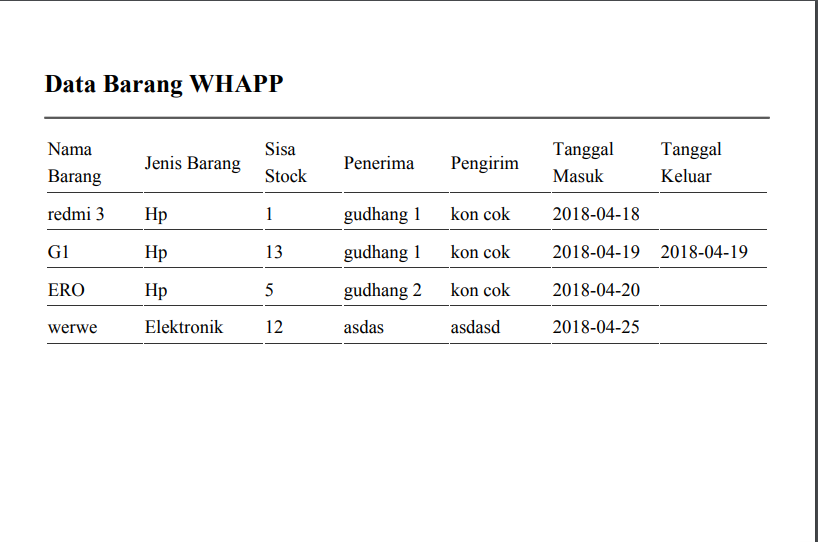 Data Barang WHAPP
Nama Barang Jenis Barang Sisa Stock Penerima Pengirim Tanggal Masuk Tanggal Keluar
redmi 3 Hp 1 gudhang 1 kon cok 2018-04-18
G1 Hp 13 gudhang 1 kon cok 2018-04-19 2018-04-19
ERO Hp 5 gudhang 2 kon cok 2018-04-20
werwe Elektronik 12 asdas asdasd 2018-04-25